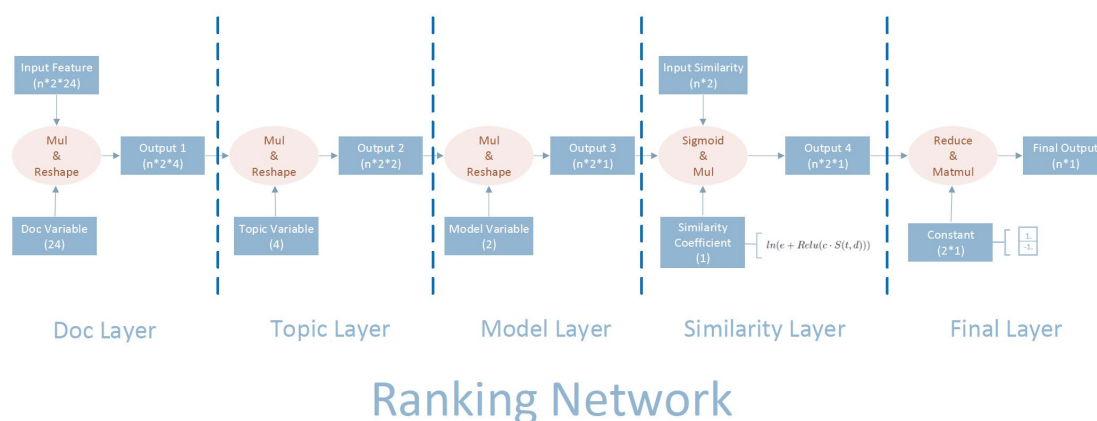 Input Feature
(n*2*24)
Mul
&
Reshape
Doc Variable
(24)
Output 1
(n*2*4)
Mul
&
Reshape
Topic Variable
(4)
Output 2
(n*2*2)
Mul
&
Reshape
Model Variable
(2)
Output 3
(n*2*1)
Input Similarity
(n*2)
Sigmoid
&
Mul
Similarity
Coefficient
(1)
ln(e + Relu(c · S(t, d)))
Output 4
(n*2*1)
Reduce
&
Matmul
Constant
(2*1)
1.
-1.
Final Output
(n*1)
Doc Layer
Topic Layer
Model Layer
Similarity Layer
Final Layer
Ranking Network